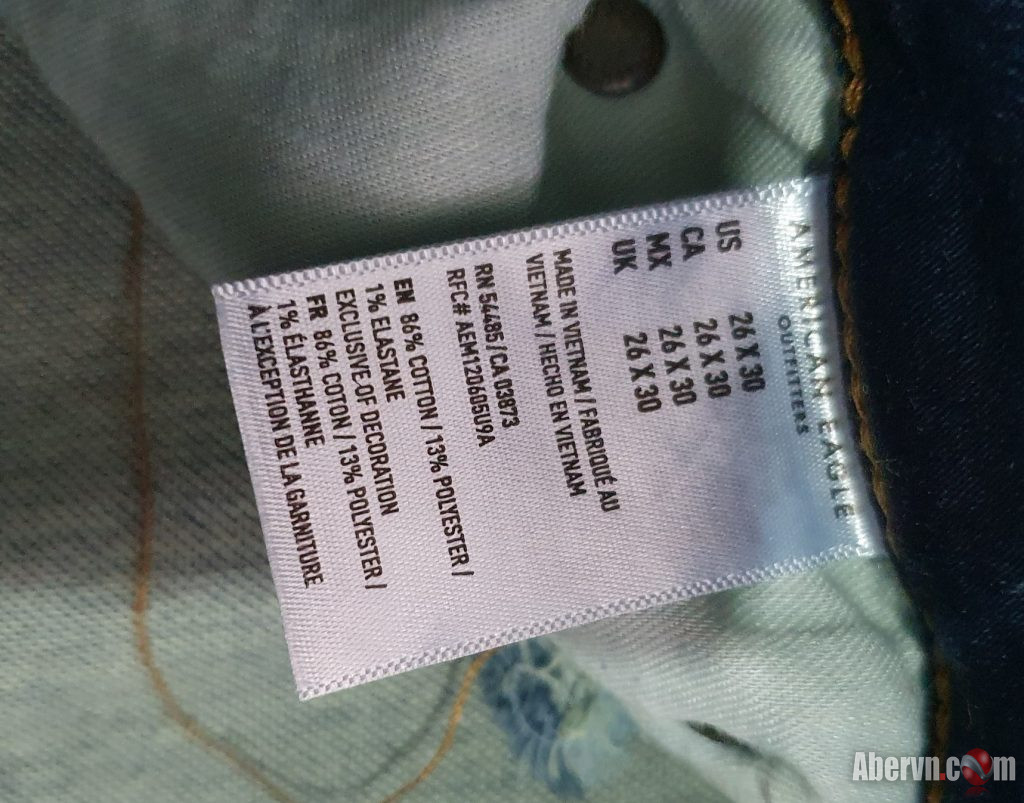 AMERICAN EAGLE
OUTFITTERS
US 26 X 30
CA 26 X 30
MX 26 X 30
UK 26 X 30
MADE IN VIETNAM / FABRIQUÉ AU
VIETNAM / HECHO EN VIETNAM
RN 54485 / CA 03873
RFC# AEM120605U9A
EN 86% COTTON / 13% POLYESTER /
1% ELASTANE
EXCLUSIVE OF DECORATION
FR 86% COTON / 13% POLYESTER /
1% ÉLASTHANNE
À L'EXCEPTION DE LA GARNITURE
Abervn.com